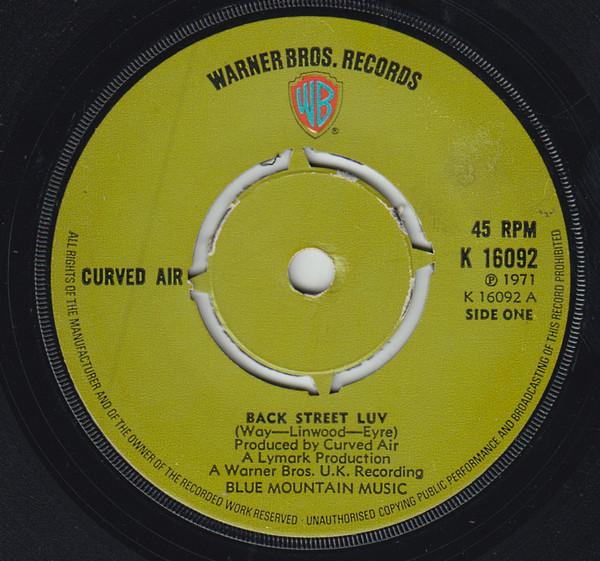 WARNER BROS. RECORDS
WB
®
CURVED AIR
45 RPM
K 16092
Ⓟ 1971
K 16092 A
SIDE ONE
BACK STREET LUV
(Way—Linwood—Eyre)
Produced by Curved Air
A Lymark Production
A Warner Bros. U.K. Recording
BLUE MOUNTAIN MUSIC
ALL RIGHTS OF THE MANUFACTURER AND OF THE OWNER OF THE RECORDED WORK RESERVED · UNAUTHORISED COPYING PUBLIC PERFORMANCE AND BROADCASTING OF THIS RECORD PROHIBITED